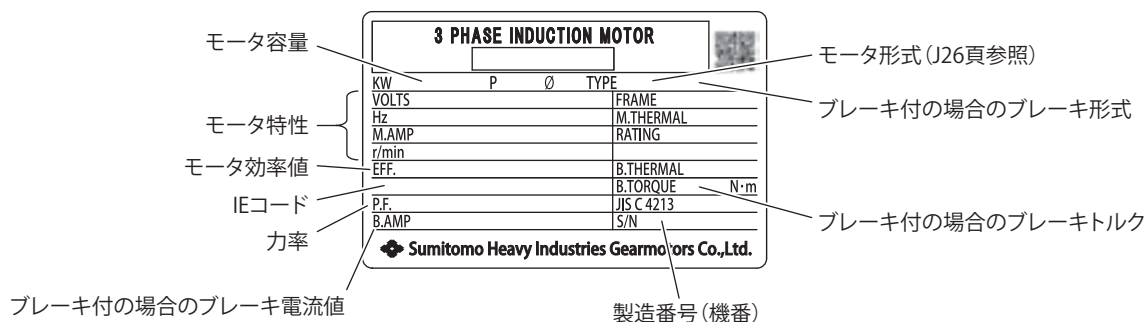 3 PHASE INDUCTION MOTOR
モータ容量
モータ形式（J26頁参照）
KW P Ø TYPE
ブレーキ付の場合のブレーキ形式
VOLTS FRAME
Hz M.THERMAL
モータ特性
M.AMP RATING
r/min
モータ効率値
EFF. B.THERMAL
IEコード
B.TORQUE N·m
ブレーキ付の場合のブレーキトルク
P.F. JIS C 4213
力率
B.AMP S/N
Sumitomo Heavy Industries Gearmotors Co.,Ltd.
ブレーキ付の場合のブレーキ電流値
製造番号（機番）